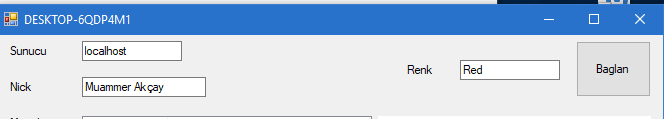 DESKTOP-6QDP4M1
Sunucu localhost
Renk Red Baglan
Nick Muammer Akçay